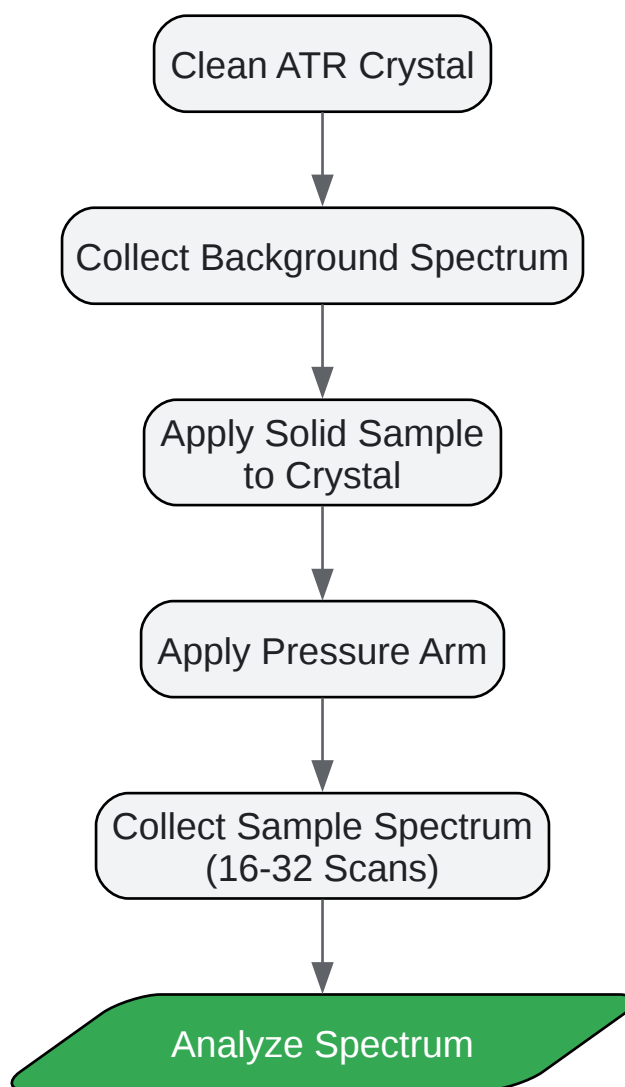 Clean ATR Crystal
Collect Background Spectrum
Apply Solid Sample
to Crystal
Apply Pressure Arm
Collect Sample Spectrum
(16-32 Scans)
Analyze Spectrum